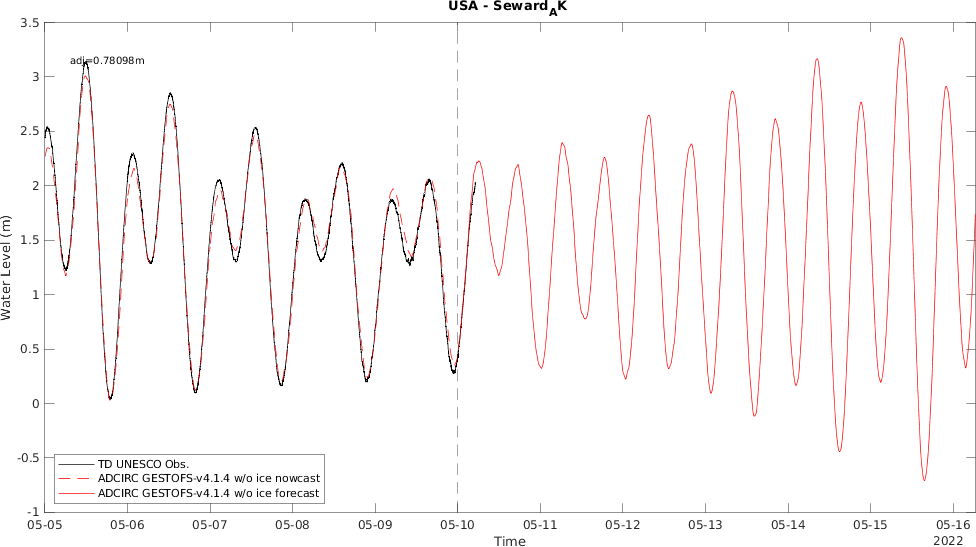 USA - Seward_AK
3.5
3
2.5
2
1.5
1
0.5
0
-0.5
-1
Water Level (m)
adj=0.78098m
TD UNESCO Obs.
ADCIRC GESTOFS-v4.1.4 w/o ice nowcast
ADCIRC GESTOFS-v4.1.4 w/o ice forecast
05-05 05-06 05-07 05-08 05-09 05-10 05-11 05-12 05-13 05-14 05-15 05-16
Time
2022